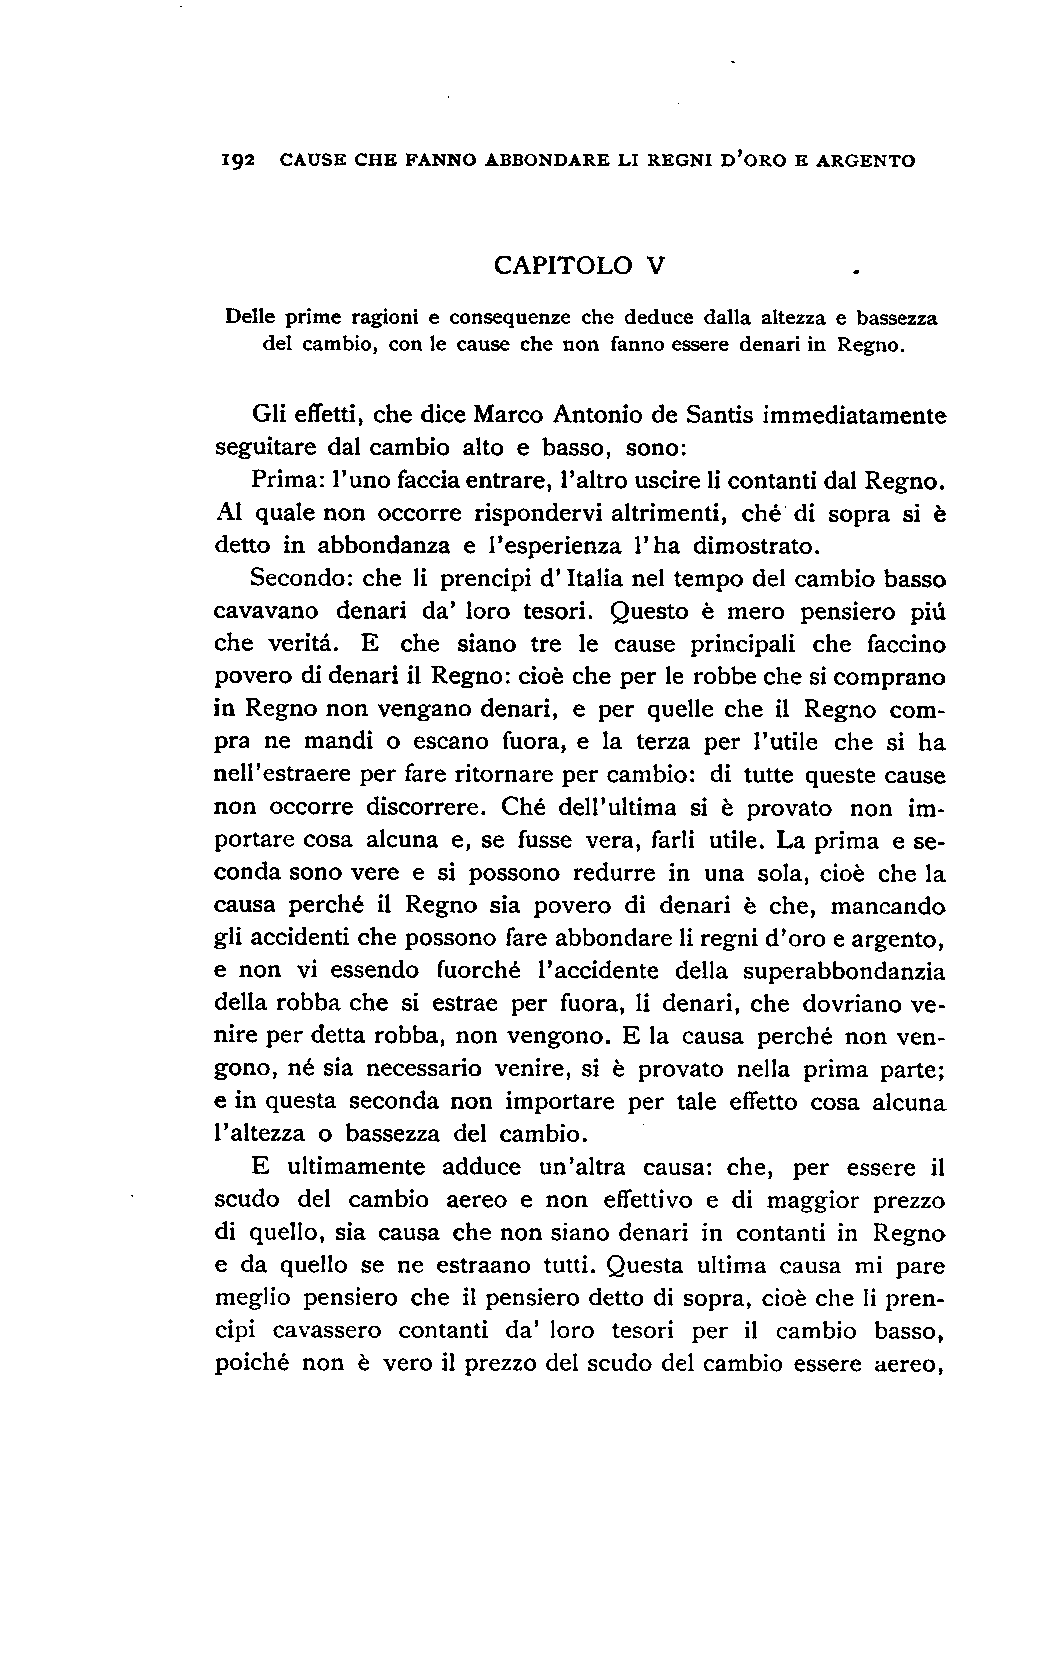 192 CAUSE CHE FANNO ABBONDARE LI REGNI D'ORO E ARGENTO
CAPITOLO V
Delle prime ragioni e consequenze che deduce dalla altezza e bassezza
del cambio, con le cause che non fanno essere denari in Regno.
Gli effetti, che dice Marco Antonio de Santis immediatamente
seguitare dal cambio alto e basso, sono:
Prima: l'uno faccia entrare, l'altro uscire li contanti dal Regno.
Al quale non occorre rispondervi altrimenti, ché di sopra si è
detto in abbondanza e l'esperienza l'ha dimostrato.
Secondo: che li prencipi d'Italia nel tempo del cambio basso
cavavano denari da' loro tesori. Questo è mero pensiero piú
che veritá. E che siano tre le cause principali che faccino
povero di denari il Regno: cioè che per le robbe che si comprano
in Regno non vengano denari, e per quelle che il Regno com-
pra ne mandi o escano fuora, e la terza per l'utile che si ha
nell'estraere per fare ritornare per cambio: di tutte queste cause
non occorre discorrere. Ché dell'ultima si è provato non im-
portare cosa alcuna e, se fusse vera, farli utile. La prima e se-
conda sono vere e si possono redurre in una sola, cioè che la
causa perché il Regno sia povero di denari è che, mancando
gli accidenti che possono fare abbondare li regni d'oro e argento,
e non vi essendo fuorché l'accidente della superabbondanzia
della robba che si estrae per fuora, li denari, che dovriano ve-
nire per detta robba, non vengono. E la causa perché non ven-
gono, né sia necessario venire, si è provato nella prima parte;
e in questa seconda non importare per tale effetto cosa alcuna
l'altezza o bassezza del cambio.
E ultimamente adduce un'altra causa: che, per essere il
scudo del cambio aereo e non effettivo e di maggior prezzo
di quello, sia causa che non siano denari in contanti in Regno
e da quello se ne estraano tutti. Questa ultima causa mi pare
meglio pensiero che il pensiero detto di sopra, cioè che li pren-
cipi cavassero contanti da' loro tesori per il cambio basso,
poiché non è vero il prezzo del scudo del cambio essere aereo,